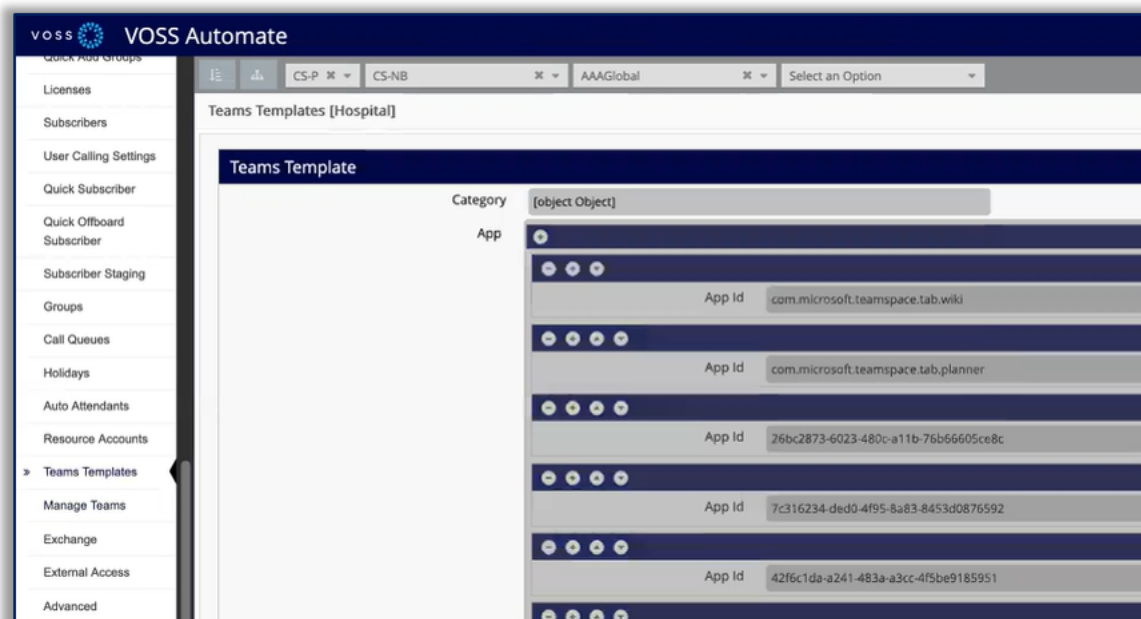 VOSS VOSS Automate
Quick Add Groups
Licenses
Subscribers
User Calling Settings
Quick Subscriber
Quick Offboard
Subscriber
Subscriber Staging
Groups
Call Queues
Holidays
Auto Attendants
Resource Accounts
» Teams Templates
Manage Teams
Exchange
External Access
Advanced
CS-P CS-NB AAAGlobal Select an Option
Teams Templates [Hospital]
Teams Template
Category [object Object]
App
App Id com.microsoft.teamspace.tab.wiki
App Id com.microsoft.teamspace.tab.planner
App Id 26bc2873-6023-480c-a11b-76b66605ce8c
App Id 7c316234-ded0-4f95-8a83-8453d0876592
App Id 42f6c1da-a241-483a-a3cc-4f5be9185951